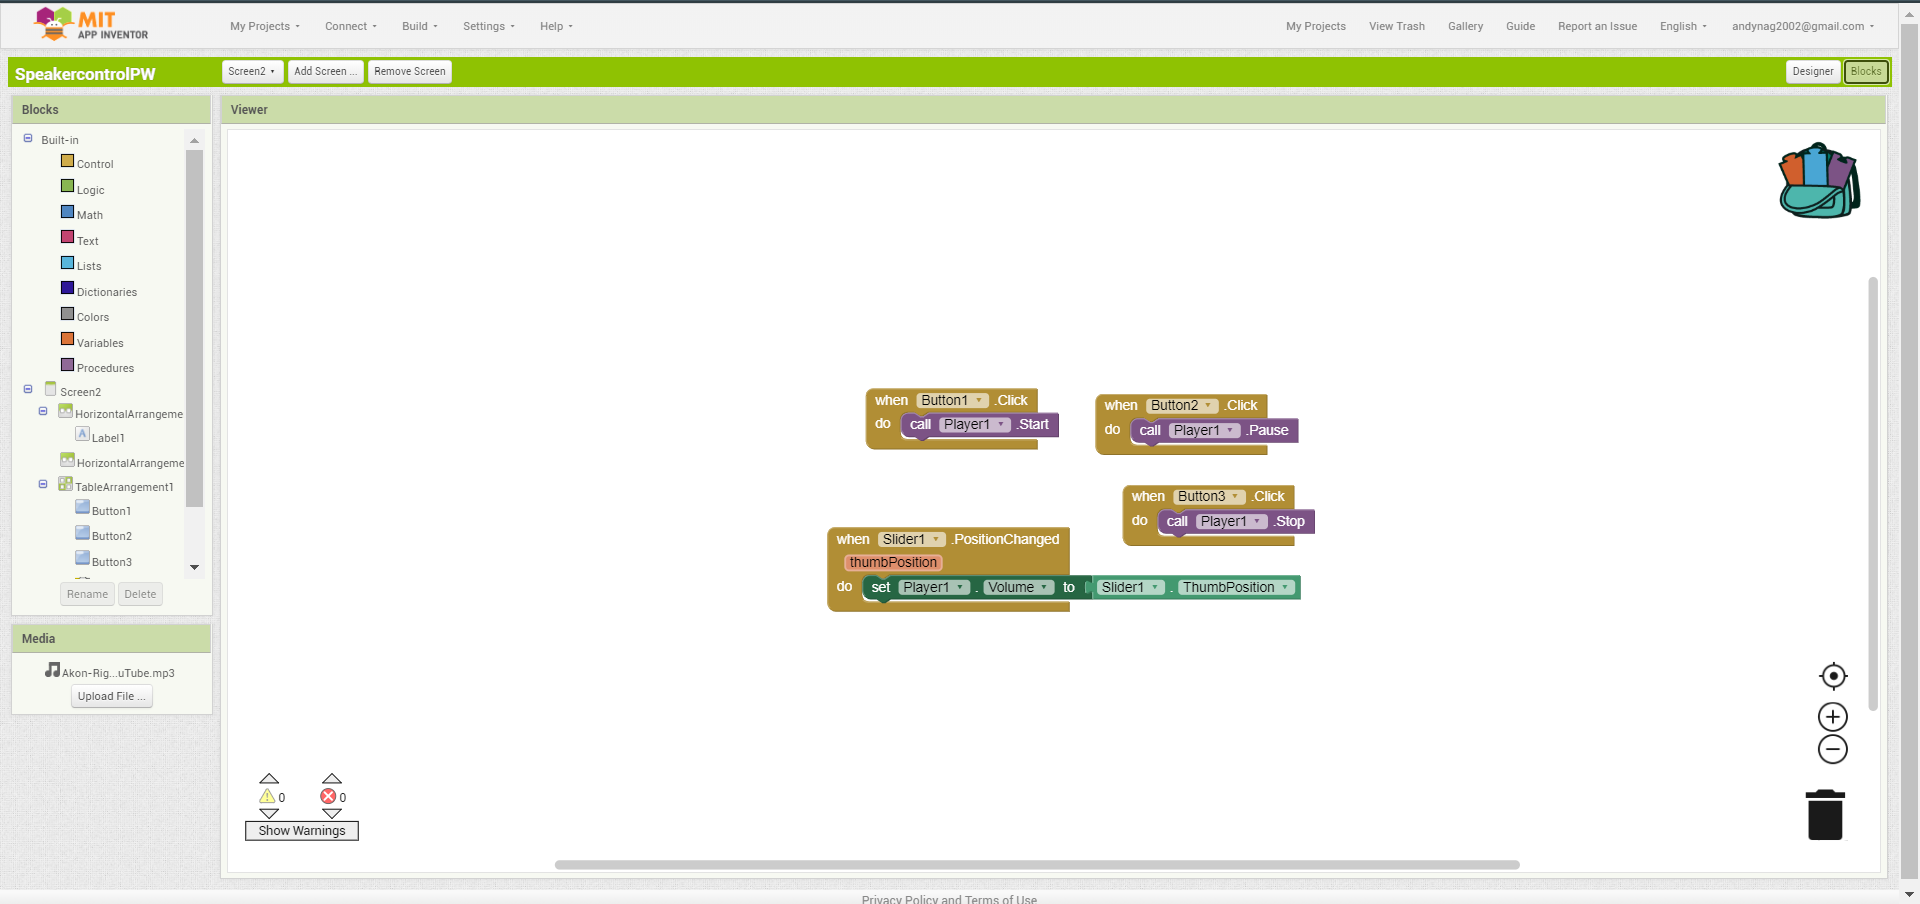 MIT
APP INVENTOR
My Projects
Connect
Build
Settings
Help
My Projects
View Trash
Gallery
Guide
Report an Issue
English
andynag2002@gmail.com
SpeakercontrolPW
Screen2
Add Screen ...
Remove Screen
Designer
Blocks
Blocks
Built-in
Control
Logic
Math
Text
Lists
Dictionaries
Colors
Variables
Procedures
Screen2
HorizontalArrangeme
A Label1
HorizontalArrangeme
TableArrangement1
Button1
Button2
Button3
Rename
Delete
Media
Akon-Rig...uTube.mp3
Upload File ...
Viewer
when Button1 .Click
do call Player1 .Start
when Button2 .Click
do call Player1 .Pause
when Button3 .Click
do call Player1 .Stop
when Slider1 .PositionChanged
thumbPosition
do set Player1 . Volume to Slider1 . ThumbPosition
0
0
Show Warnings
Privacy Policy and Terms of Use